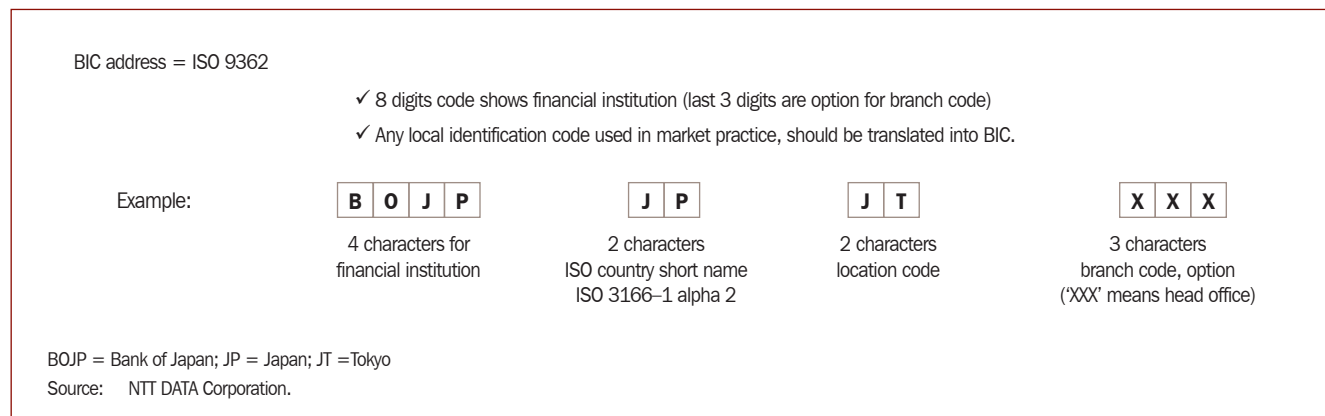 BIC address = ISO 9362
✓ 8 digits code shows financial institution (last 3 digits are option for branch code)
✓ Any local identification code used in market practice, should be translated into BIC.
Example:
B O J P
J P
J T
X X X
4 characters for
financial institution
2 characters
ISO country short name
ISO 3166–1 alpha 2
2 characters
location code
3 characters
branch code, option
(‘XXX’ means head office)
BOJP = Bank of Japan; JP = Japan; JT =Tokyo
Source: NTT DATA Corporation.